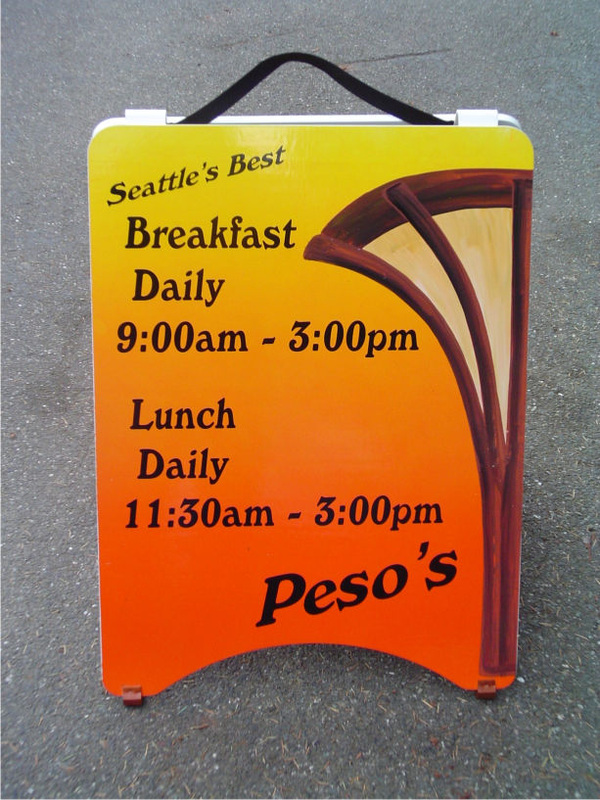 Seattle's Best
Breakfast
Daily
9:00am - 3:00pm
Lunch
Daily
11:30am - 3:00pm
Peso's